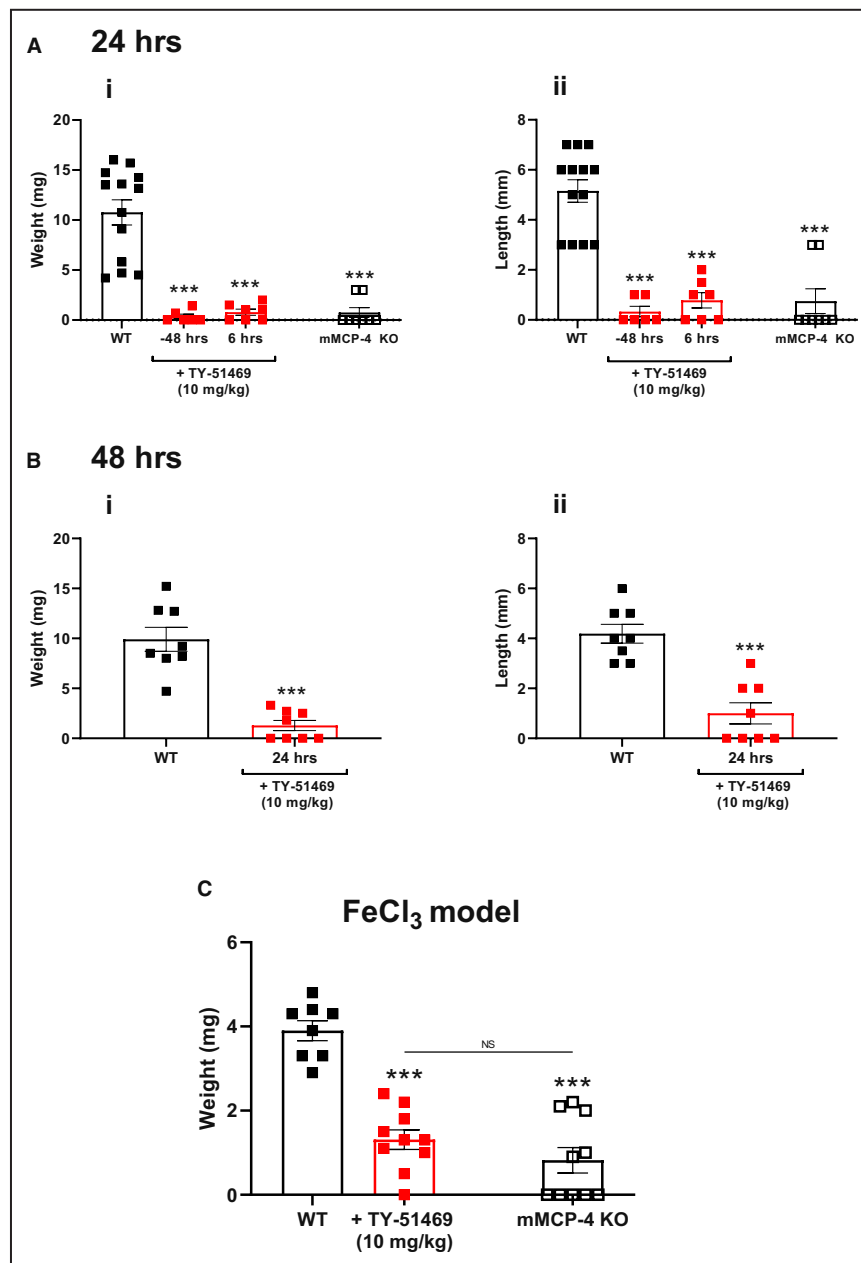 A 24 hrs
i
Weight (mg)
20
15
10
5
0
***
***
***
WT
-48 hrs
6 hrs
mMCP-4 KO
+ TY-51469
(10 mg/kg)
ii
Length (mm)
8
6
4
2
0
***
***
***
WT
-48 hrs
6 hrs
mMCP-4 KO
+ TY-51469
(10 mg/kg)
B 48 hrs
i
Weight (mg)
20
15
10
5
0
***
WT
24 hrs
+ TY-51469
(10 mg/kg)
ii
Length (mm)
8
6
4
2
0
***
WT
24 hrs
+ TY-51469
(10 mg/kg)
C
FeCl₃ model
Weight (mg)
6
4
2
0
NS
***
***
WT
+ TY-51469
(10 mg/kg)
mMCP-4 KO